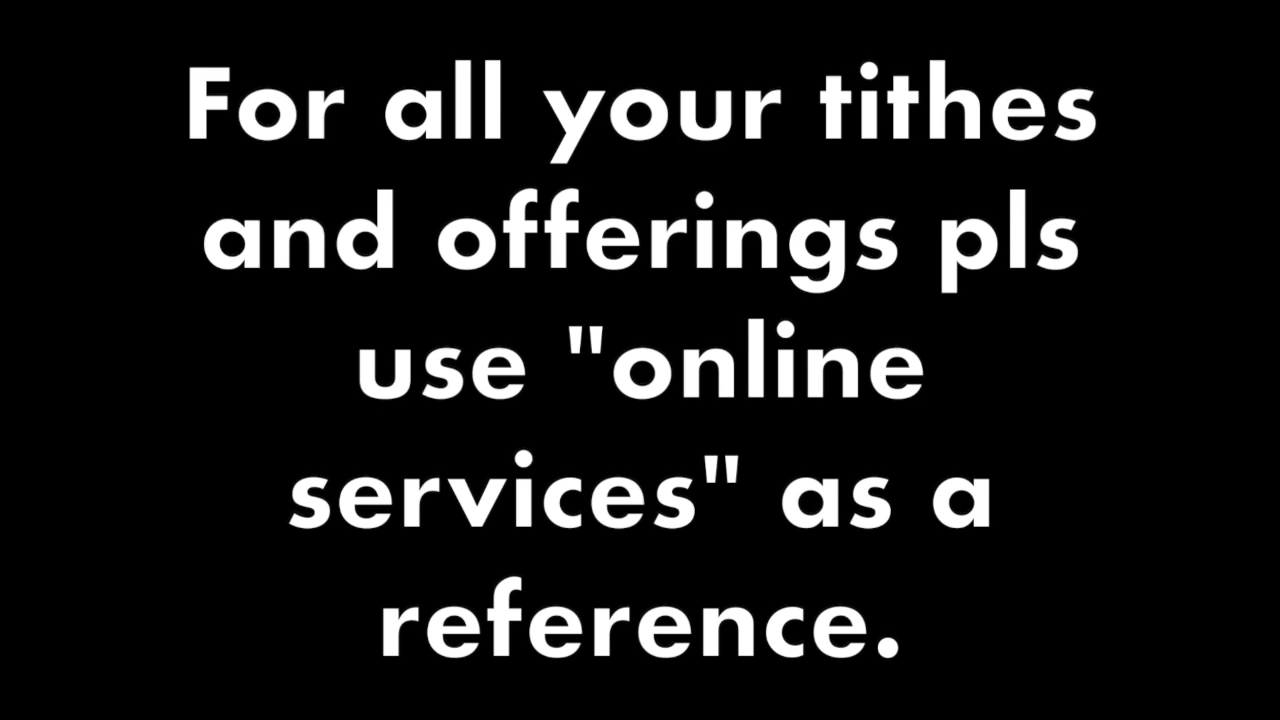 For all your tithes
and offerings pls
use "online
services" as a
reference.